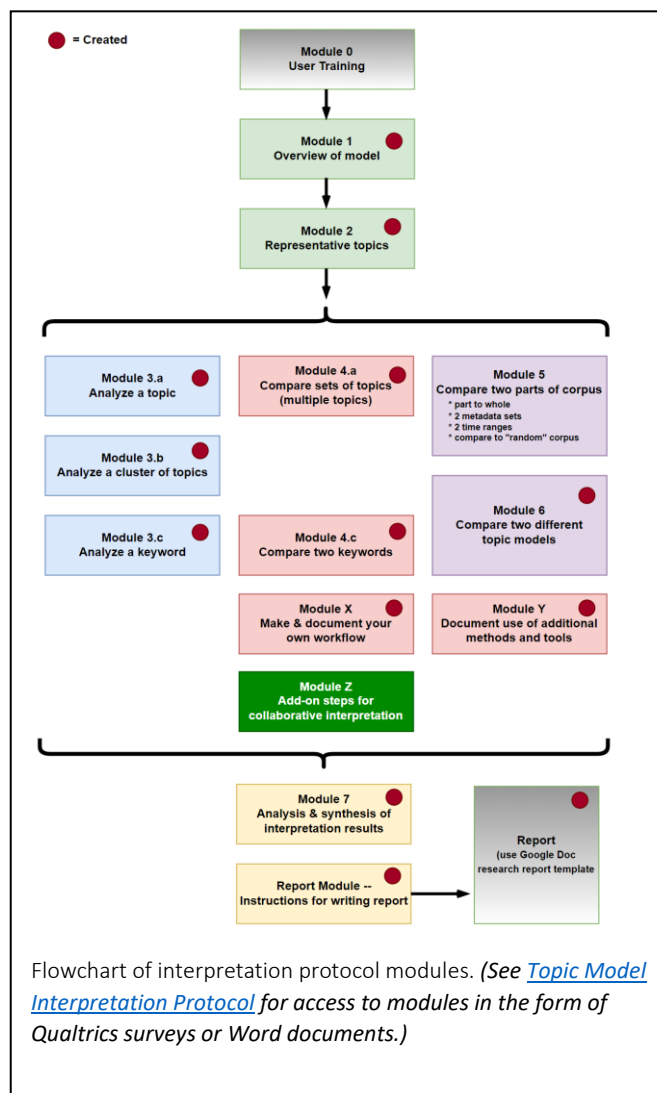 = Created
Module 0
User Training
Module 1
Overview of model
Module 2
Representative topics
Module 3.a
Analyze a topic
Module 4.a
Compare sets of topics
(multiple topics)
Module 5
Compare two parts of corpus
* part to whole
* 2 metadata sets
* 2 time ranges
* compare to "random" corpus
Module 3.b
Analyze a cluster of topics
Module 6
Compare two different
topic models
Module 3.c
Analyze a keyword
Module 4.c
Compare two keywords
Module X
Make & document your
own workflow
Module Y
Document use of additional
methods and tools
Module Z
Add-on steps for
collaborative interpretation
Module 7
Analysis & synthesis of
interpretation results
Report Module --
Instructions for writing report
Report
(use Google Doc
research report template
Flowchart of interpretation protocol modules. (See Topic Model
Interpretation Protocol for access to modules in the form of
Qualtrics surveys or Word documents.)